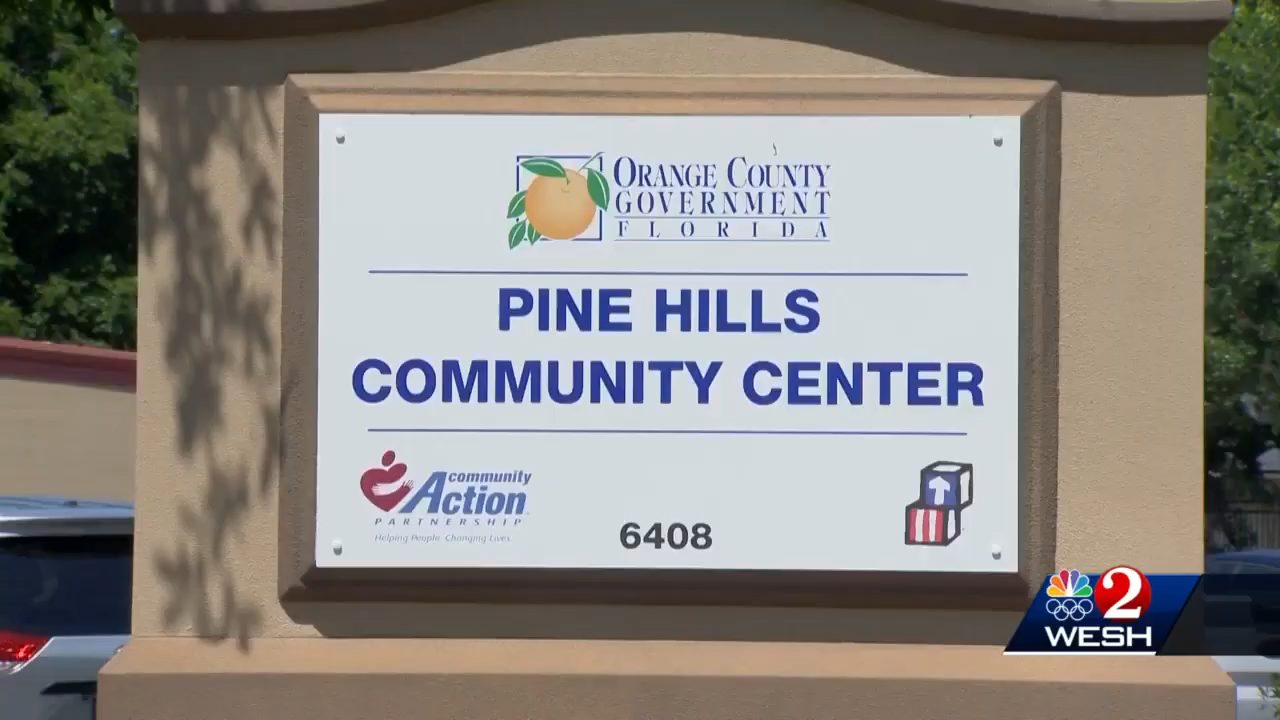 ORANGE COUNTY
GOVERNMENT
FLORIDA
PINE HILLS
COMMUNITY CENTER
community
Action
PARTNERSHIP
Helping People. Changing Lives.
6408
2
WESH